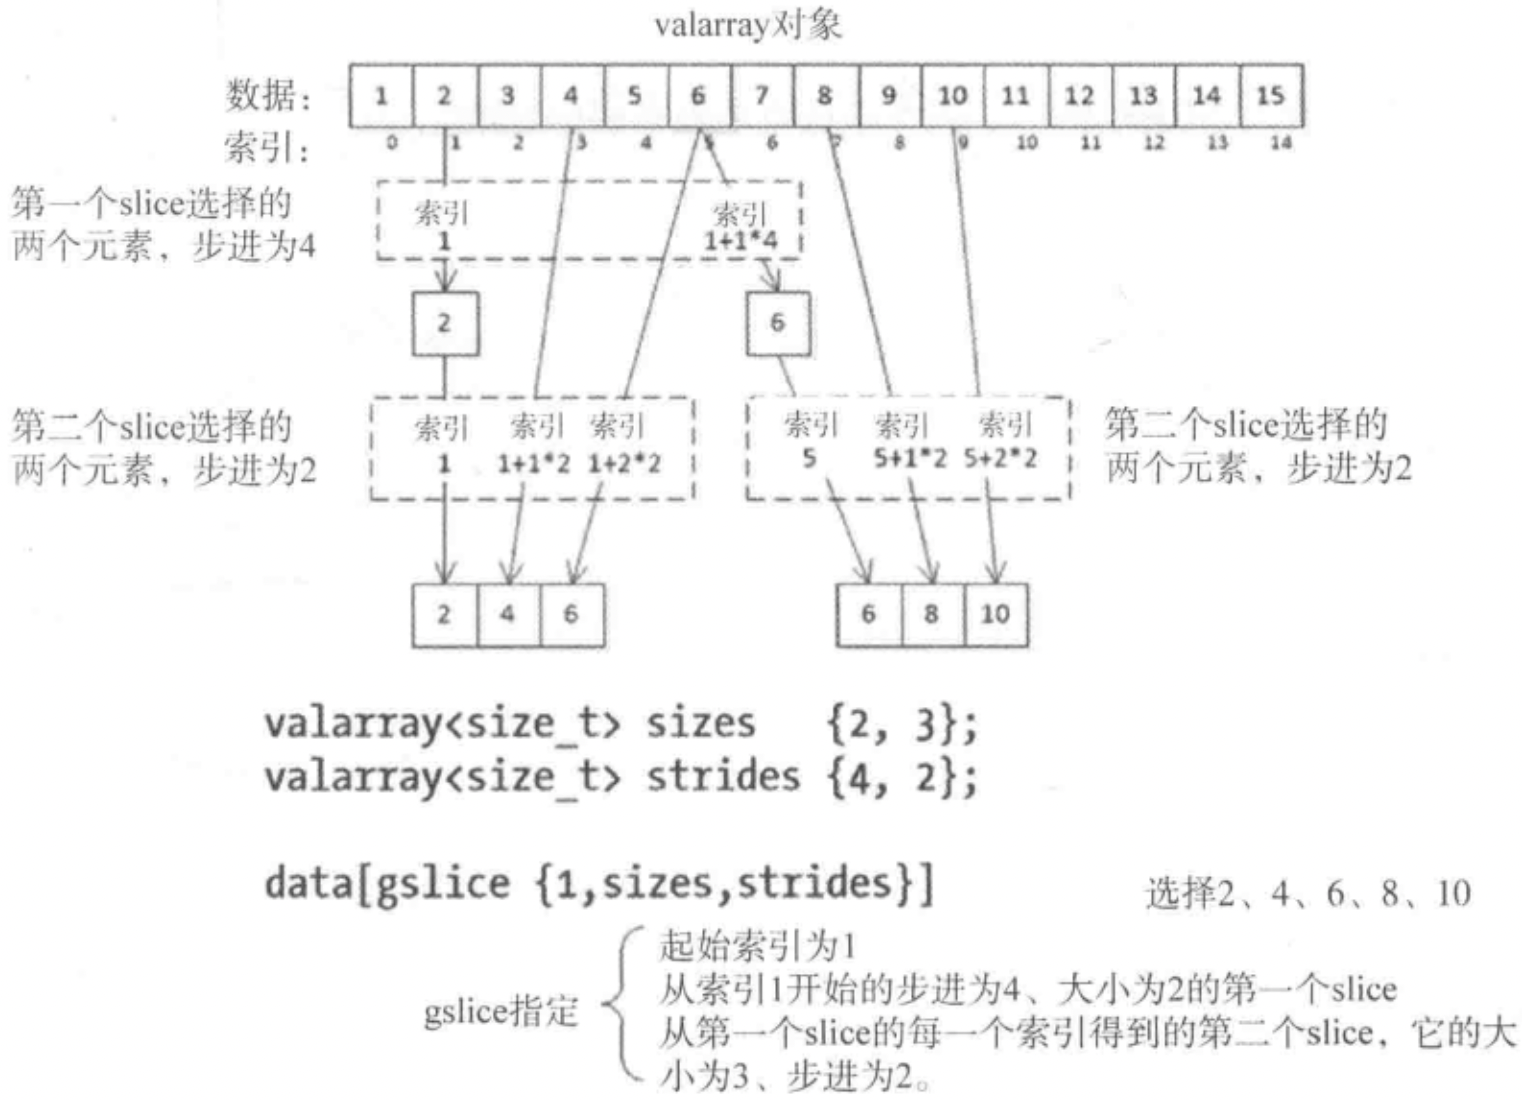 valarray对象
数据: 1 2 3 4 5 6 7 8 9 10 11 12 13 14 15
索引: 0 1 2 3 4 5 6 7 8 9 10 11 12 13 14
第一个slice选择的
两个元素，步进为4
索引 索引
1 1+1*4
2 6
第二个slice选择的
两个元素，步进为2
索引 索引 索引
1 1+1*2 1+2*2
索引 索引 索引
5 5+1*2 5+2*2
第二个slice选择的
两个元素，步进为2
2 4 6
6 8 10
valarray<size_t> sizes {2, 3};
valarray<size_t> strides {4, 2};
data[gslice {1,sizes,strides}]
选择2、4、6、8、10
gslice指定
起始索引为1
从索引1开始的步进为4、大小为2的第一个slice
从第一个slice的每一个索引得到的第二个slice，它的大
小为3、步进为2。